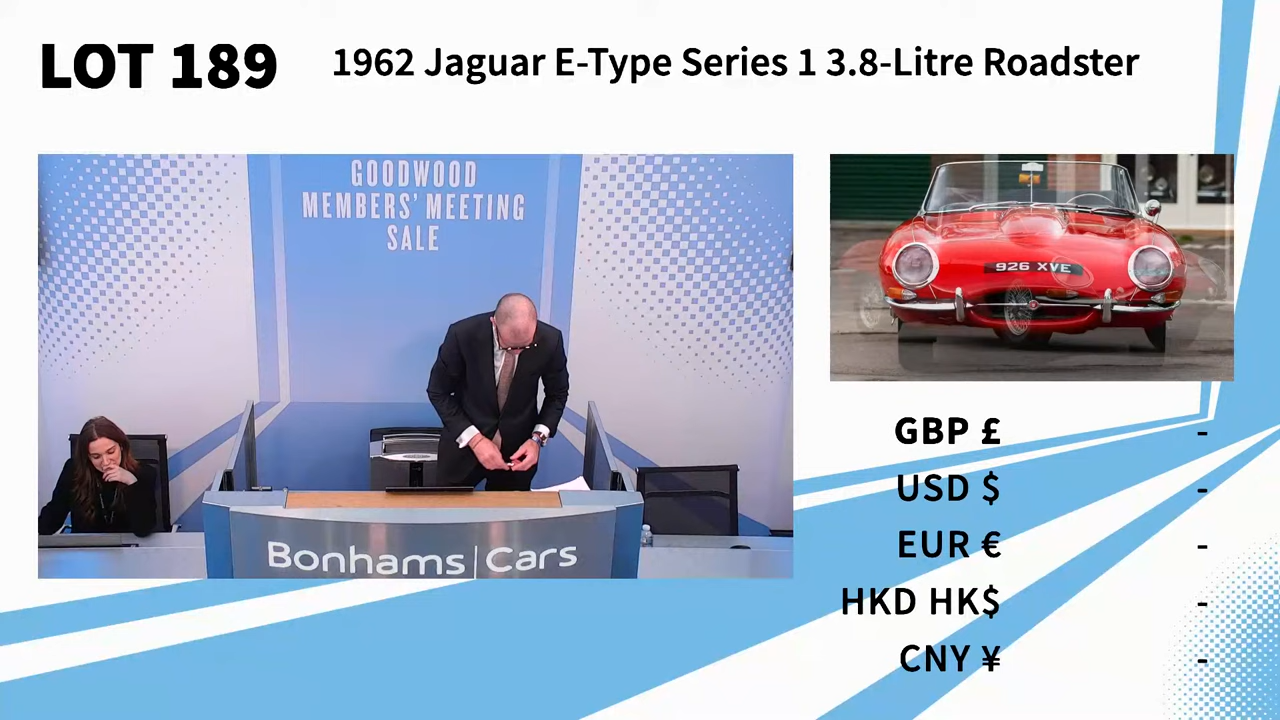 LOT 189
1962 Jaguar E-Type Series 1 3.8-Litre Roadster
GOODWOOD
MEMBERS' MEETING
SALE
Bonhams|Cars
926 XVE
GBP £ -
USD $ -
EUR € -
HKD HK$ -
CNY ¥ -